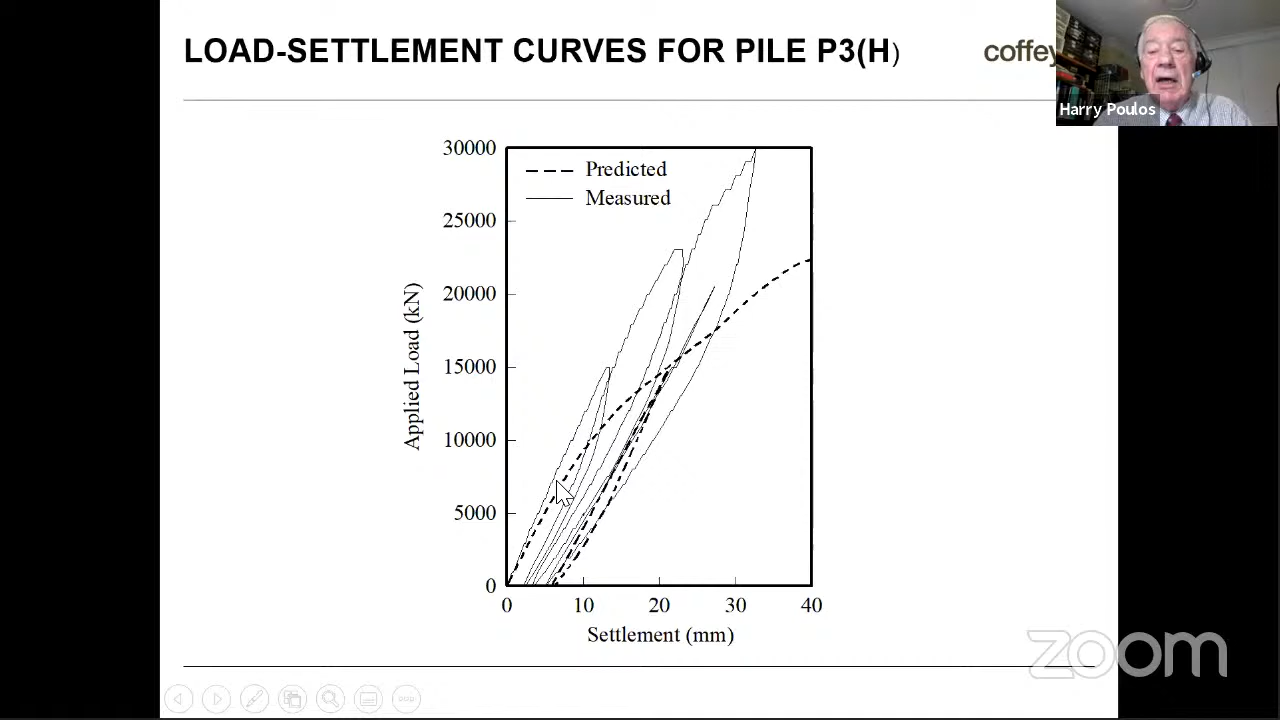 LOAD-SETTLEMENT CURVES FOR PILE P3(H)
coffey
Harry Poulos
30000
25000
20000
15000
10000
5000
0
Applied Load (kN)
Predicted
Measured
0 10 20 30 40
Settlement (mm)
zoom